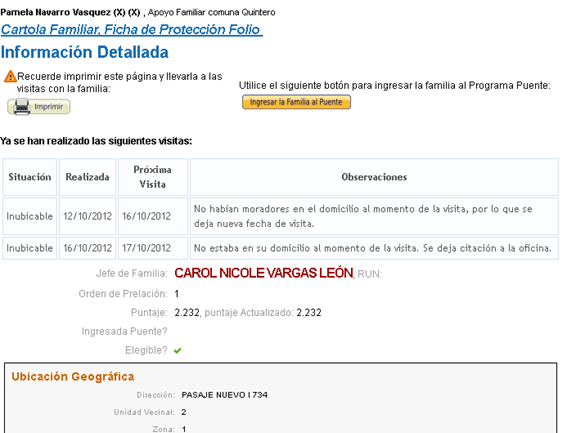 Pamela Navarro Vasquez (X) (X) , Apoyo Familiar comuna Quintero
Cartola Familiar, Ficha de Protección Folio
Información Detallada
Recuerde imprimir este página y llevarla a las
visitas con la familia:
Utilice el siguiente botón para ingresar la familia al Programa Puente:
Imprimir
Ingresar la Familia al Puente
Ya se han realizado las siguientes visitas:
Situación Realizada Próxima Visita Observaciones
Inubicable 12/10/2012 16/10/2012 No habían moradores en el domicilio al momento de la visita, por lo que se
deja nueva fecha de visita.
Inubicable 16/10/2012 17/10/2012 No estaba en su domicilio al momento de la visita. Se deja citación a la oficina.
Jefe de Familia: CAROL NICOLE VARGAS LEÓN, RUN:
Orden de Prelación: 1
Puntaje: 2.232, puntaje Actualizado: 2.232
Ingresada Puente?
Elegible?
Ubicación Geográfica
Dirección: PASAJE NUEVO I 734
Unidad Vecinal: 2
Zona: 1